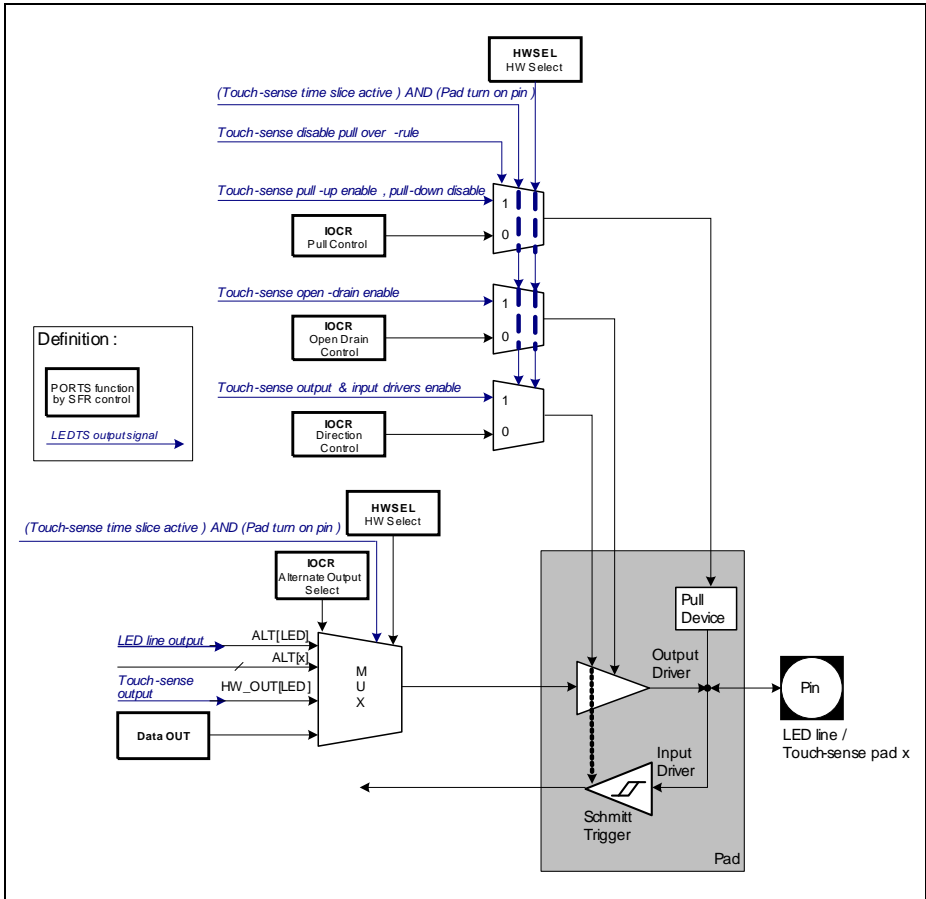 HWSEL
HW Select
(Touch-sense time slice active ) AND (Pad turn on pin )
Touch-sense disable pull over -rule
Touch-sense pull -up enable , pull-down disable
1
0
IOCR
Pull Control
Touch-sense open -drain enable
1
0
IOCR
Open Drain
Control
Definition :
PORTS function
by SFR control
LEDTS output signal
Touch-sense output & input drivers enable
1
0
IOCR
Direction
Control
HWSEL
HW Select
(Touch-sense time slice active ) AND (Pad turn on pin )
IOCR
Alternate Output
Select
LED line output
ALT[LED]
ALT[x]
Touch-sense
output
HW_OUT[LED]
Data OUT
M
U
X
Pull
Device
Output
Driver
Pin
LED line /
Touch-sense pad x
Input
Driver
Schmitt
Trigger
Pad